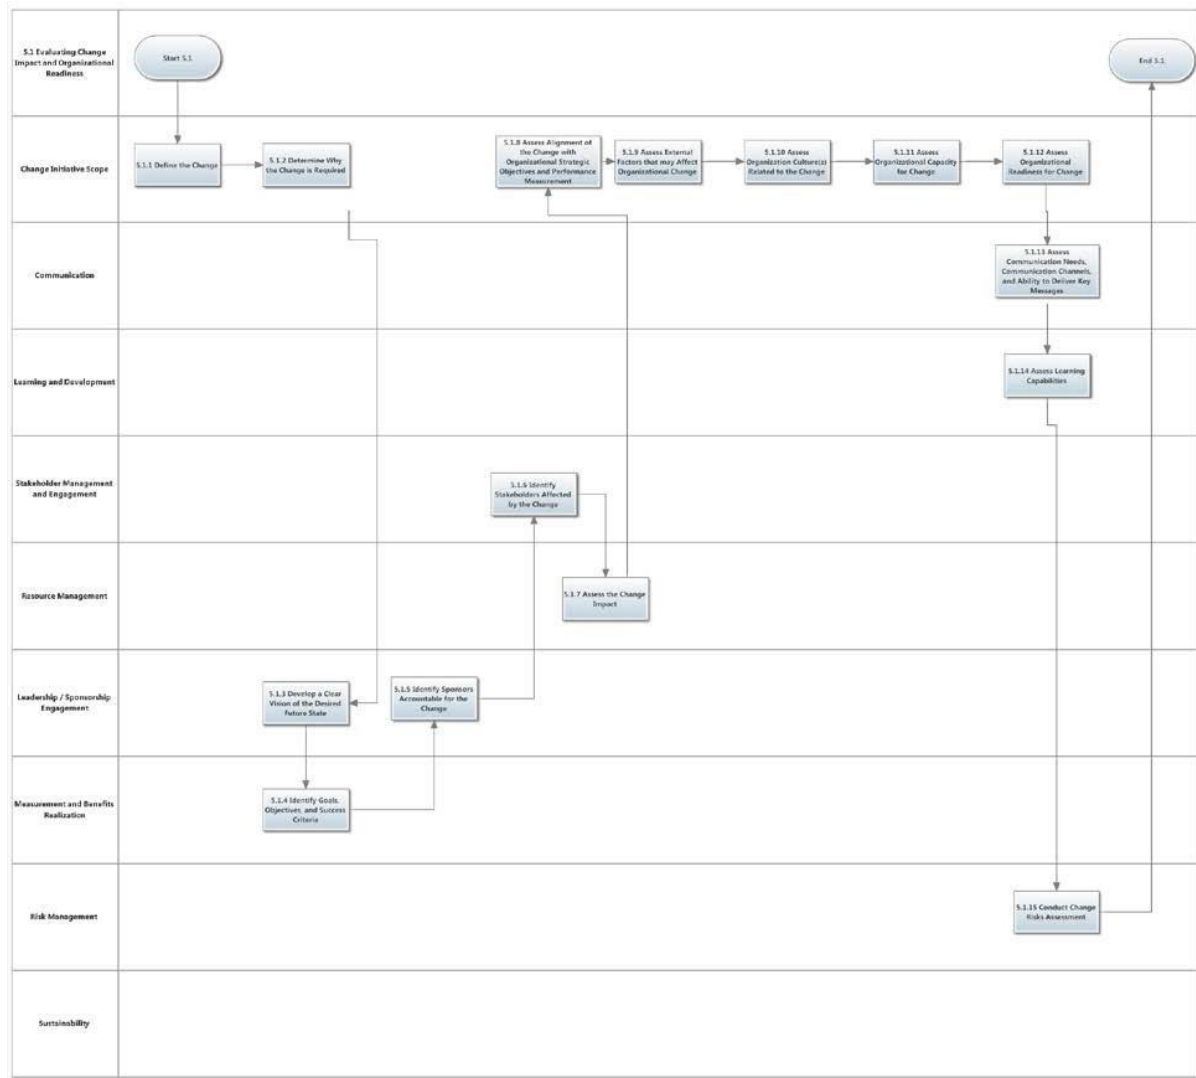 5.1 Evaluating Change
Impact and Organizational
Readiness
Start 5.1
End 5.1
Change Initiative Scope
5.1.1 Define the Change
5.1.2 Determine Why
the Change is Required
5.1.8 Assess Alignment of
the Change with
Organizational Strategic
Objectives and Performance
Measurement
5.1.9 Assess External
Factors that may Affect
Organizational Change
5.1.10 Assess
Organization Culture(s)
Related to the Change
5.1.11 Assess
Organizational Capacity
for Change
5.1.12 Assess
Organizational
Readiness for Change
Communication
5.1.13 Assess
Communication Needs,
Communication Channels,
and Ability to Deliver Key
Messages
Learning and Development
5.1.14 Assess Learning
Capabilities
Stakeholder Management
and Engagement
5.1.6 Identify
Stakeholders Affected
by the Change
Resource Management
5.1.7 Assess the Change
Impact
Leadership / Sponsorship
Engagement
5.1.3 Develop a Clear
Vision of the Desired
Future State
5.1.5 Identify Sponsors
Accountable for the
Change
Measurement and Benefits
Realization
5.1.4 Identify Goals,
Objectives, and Success
Criteria
Risk Management
5.1.15 Conduct Change
Risks Assessment
Sustainability